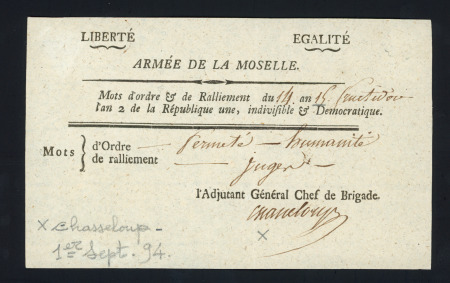 LIBERTÉ EGALITÉ
ARMÉE DE LA MOSELLE.
Mots d'ordre & de Ralliement du 14 an 15. fructidor
l'an 2 de la République une, indivisible & Démocratique.
Mots } d'Ordre — fermeté — humanité
de ralliement —— juger —
l'Adjutant Général Chef de Brigade.
Chasseloup
x Chasseloup - x
1er Sept. 94.